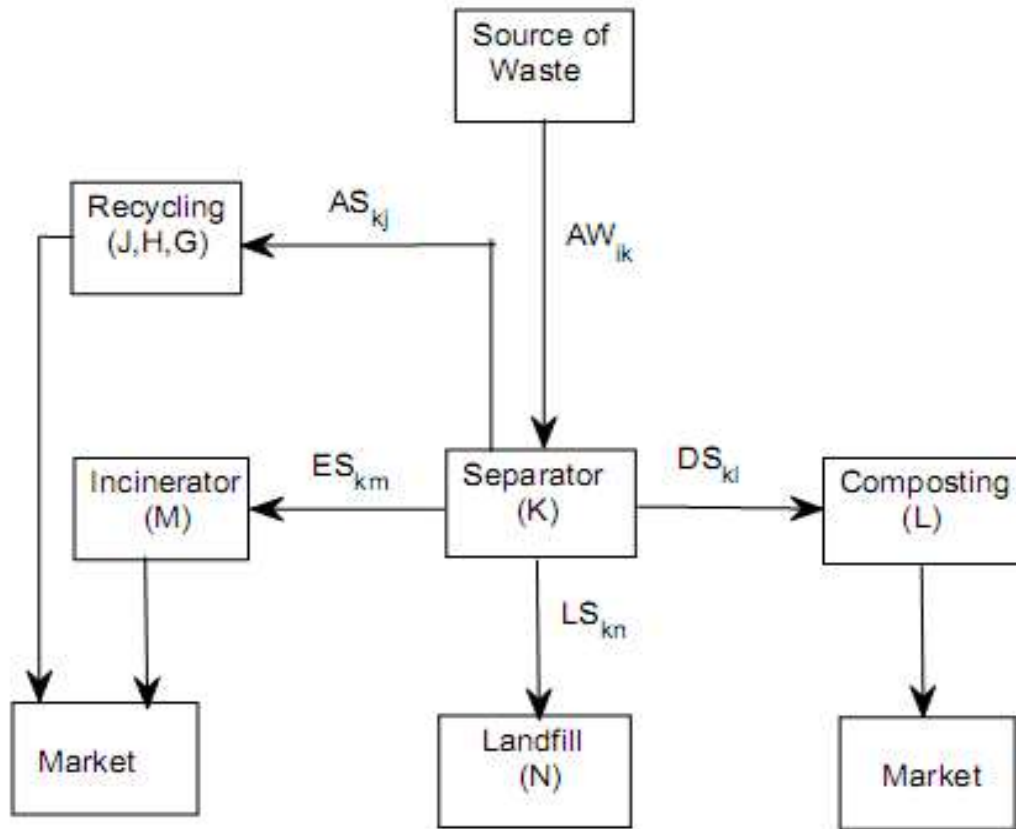 Source of
Waste
Recycling
(J,H,G)
AS_kj
AW_ik
Incinerator
(M)
ES_km
Separator
(K)
DS_kl
Composting
(L)
LS_kn
Market
Landfill
(N)
Market